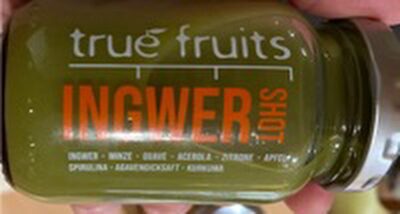 true fruits
INGWER SHOT
INGWER - MINZE - GUAVE - ACEROLA - ZITRONE - APFEL
SPIRULINA - AGAVENDICKSAFT - KURKUMA